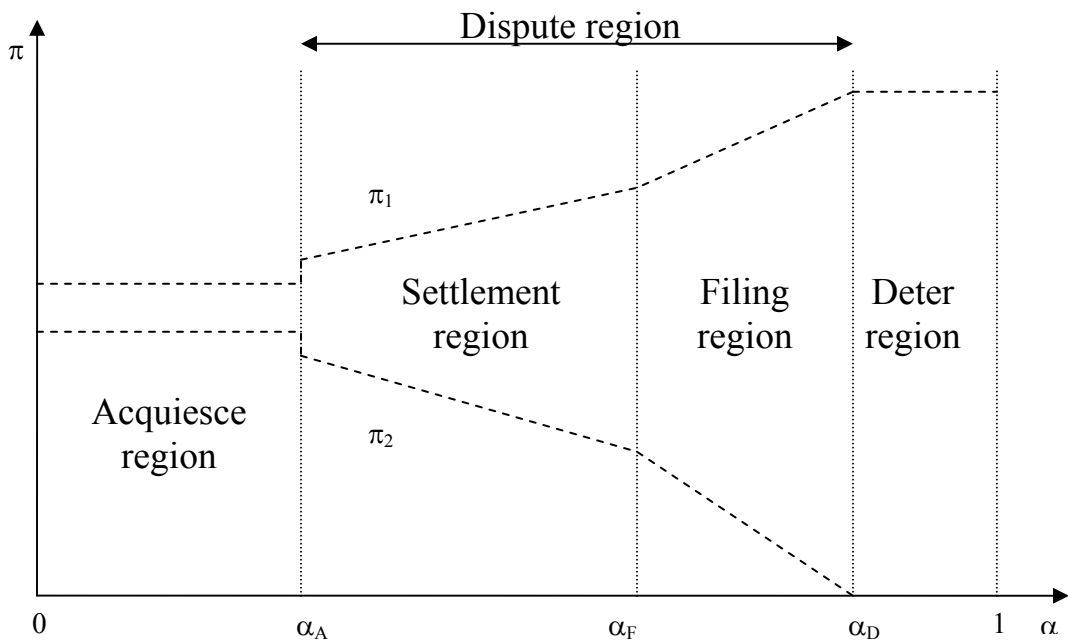 Dispute region
π
π₁
Settlement
region
Filing
region
Deter
region
Acquiesce
region
π₂
0
α_A
α_F
α_D
1
α